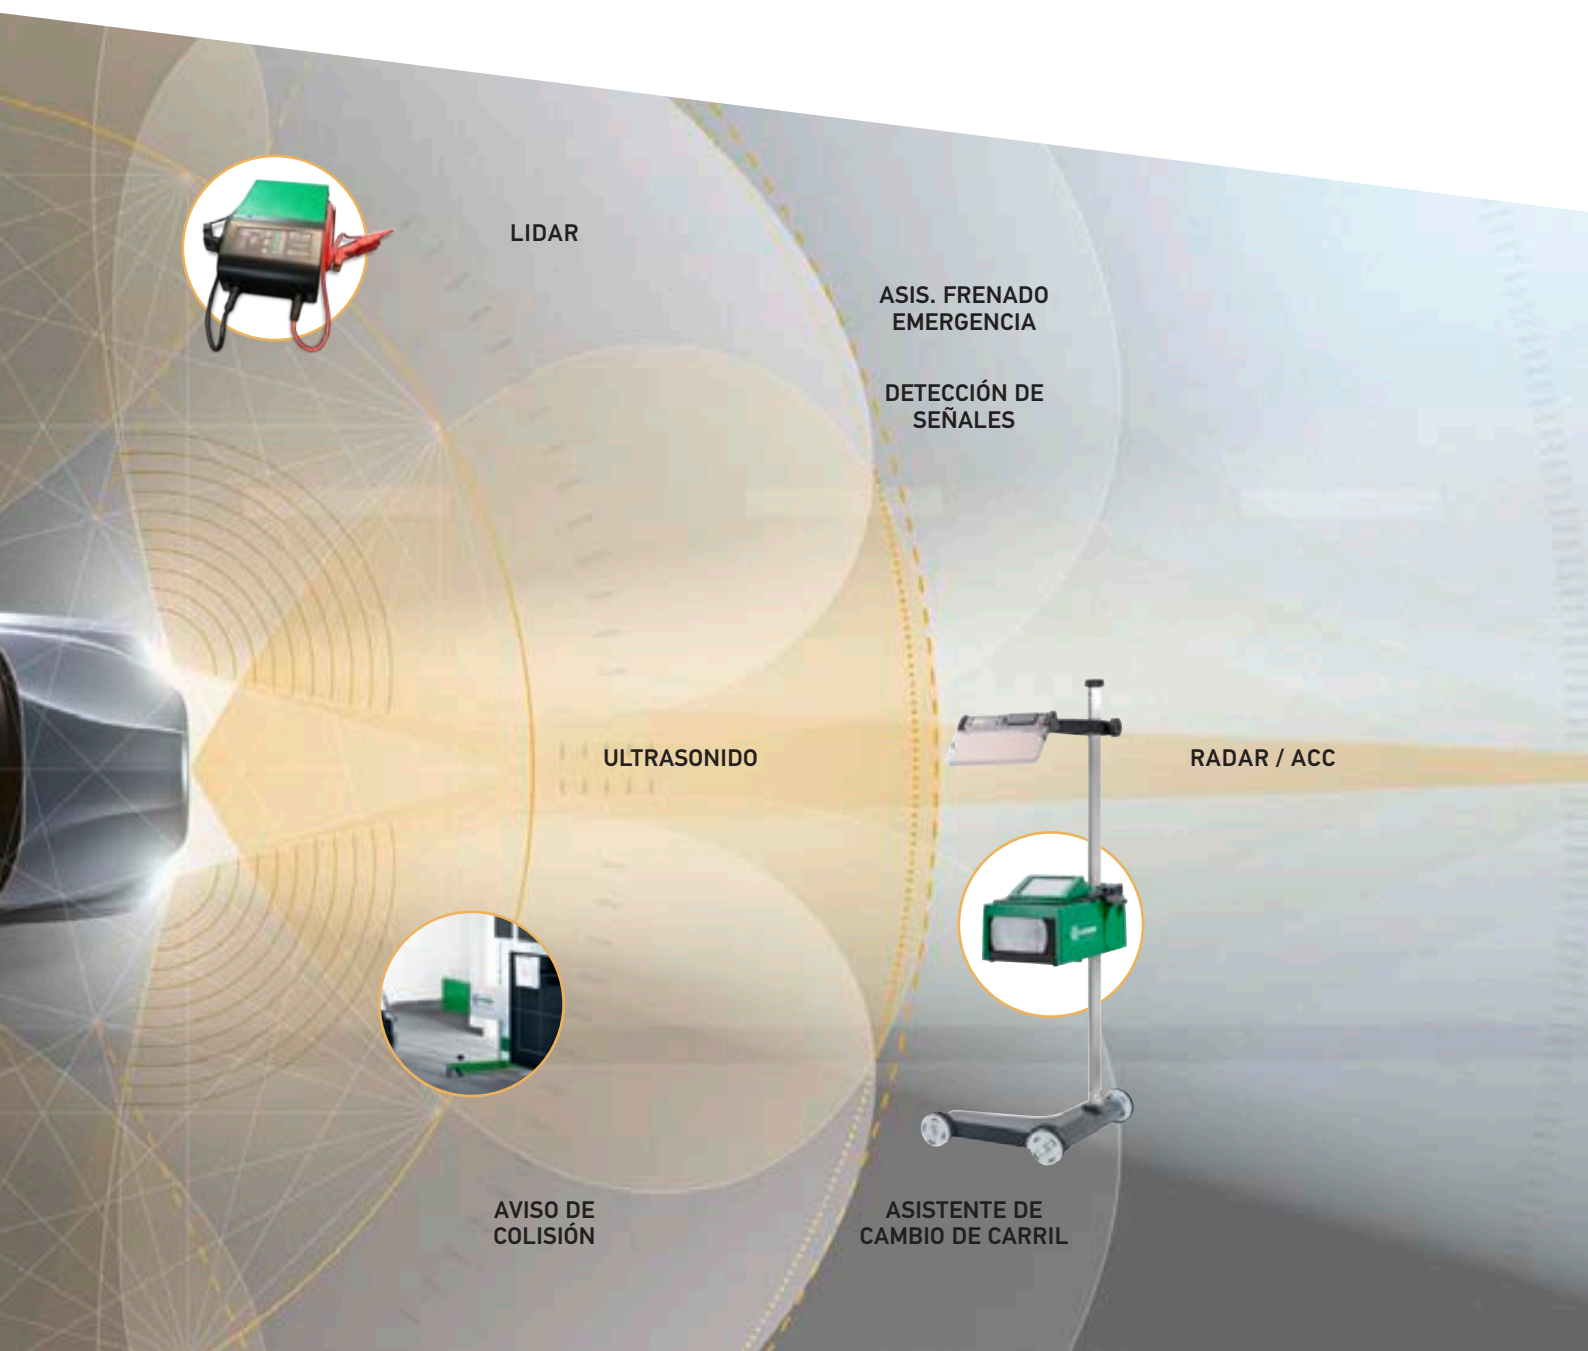 LIDAR
ASIS. FRENADO
EMERGENCIA
DETECCIÓN DE
SEÑALES
ULTRASONIDO
RADAR / ACC
AVISO DE
COLISIÓN
ASISTENTE DE
CAMBIO DE CARRIL